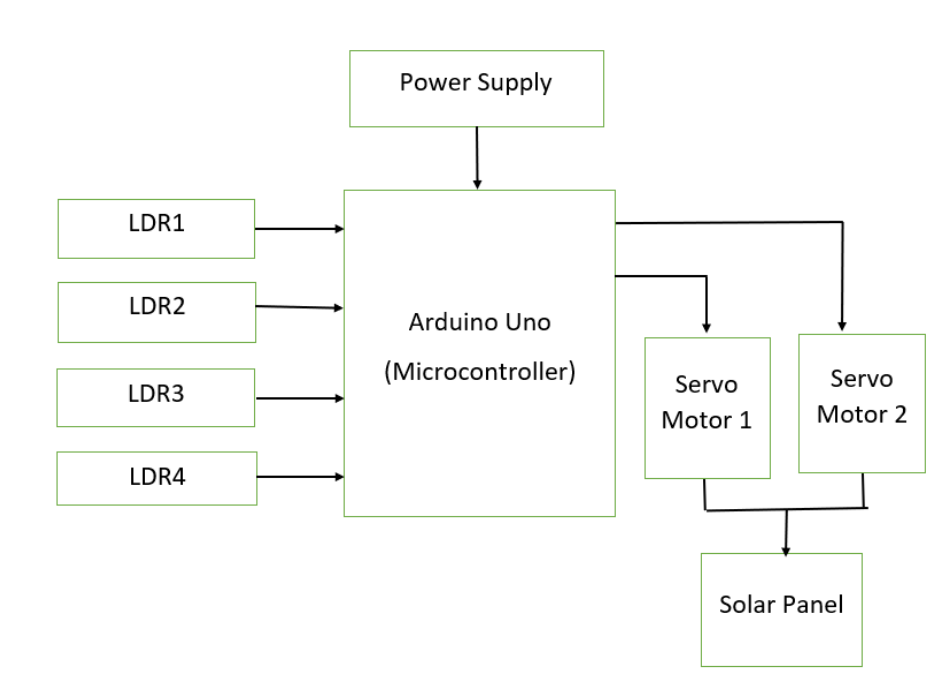 Power Supply
LDR1
LDR2
LDR3
LDR4
Arduino Uno
(Microcontroller)
Servo
Motor 1
Servo
Motor 2
Solar Panel